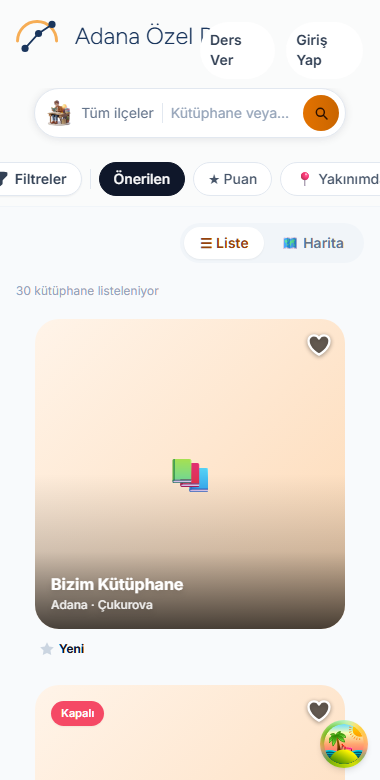 Adana Özel
Ders Ver
Giriş Yap
Tüm ilçeler
Kütüphane veya...
Filtreler
Önerilen
★ Puan
Yakınımd
☰ Liste
Harita
30 kütüphane listeleniyor
Bizim Kütüphane
Adana · Çukurova
Yeni
Kapalı